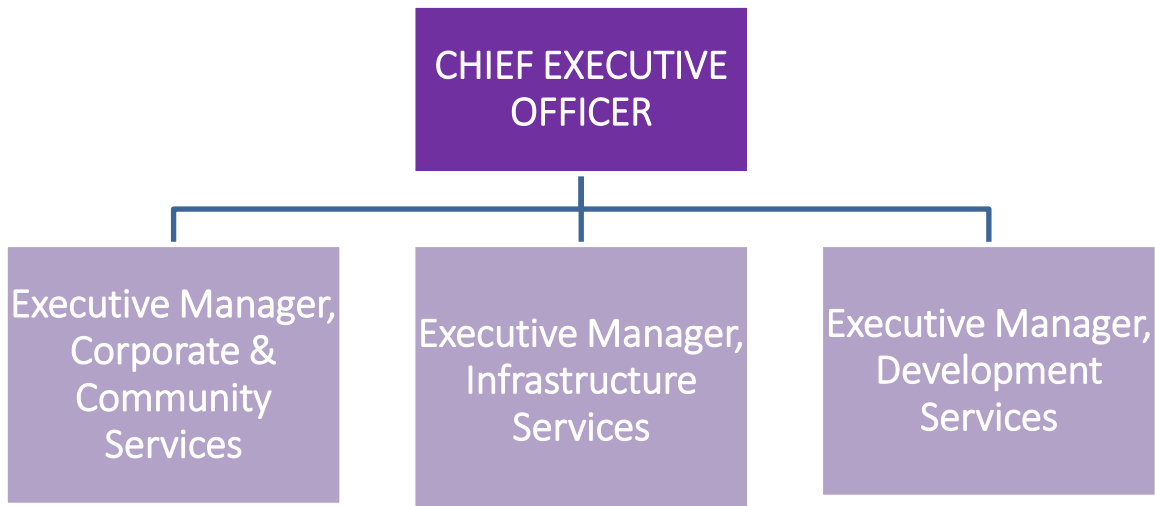 CHIEF EXECUTIVE
OFFICER
Executive Manager,
Corporate &
Community
Services
Executive Manager,
Infrastructure
Services
Executive Manager,
Development
Services